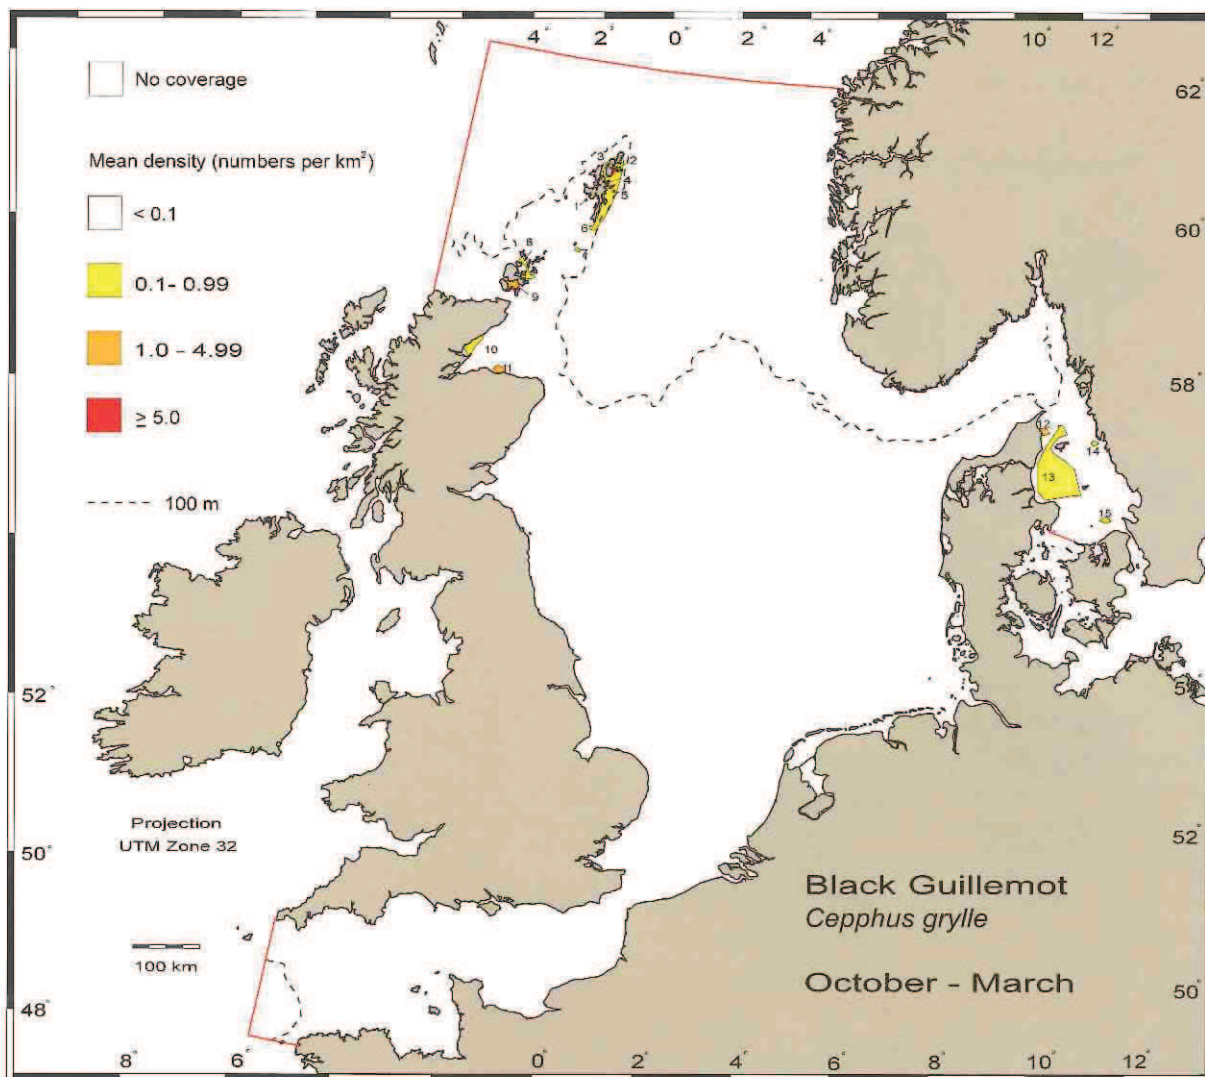 4° 2° 0° 2° 4° 10° 12°
62°
No coverage
Mean density (numbers per km²)
< 0.1
60°
0.1- 0.99
1.0 – 4.99
58°
≥ 5.0
100 m
1
3
2
4
5
1
6
8
9
10
11
12
14
13
15
52°
Projection
UTM Zone 32
50°
52°
Black Guillemot
Cepphus grylle
100 km
October - March
50°
48°
8° 6° 0° 2° 4° 6° 8° 10° 12°